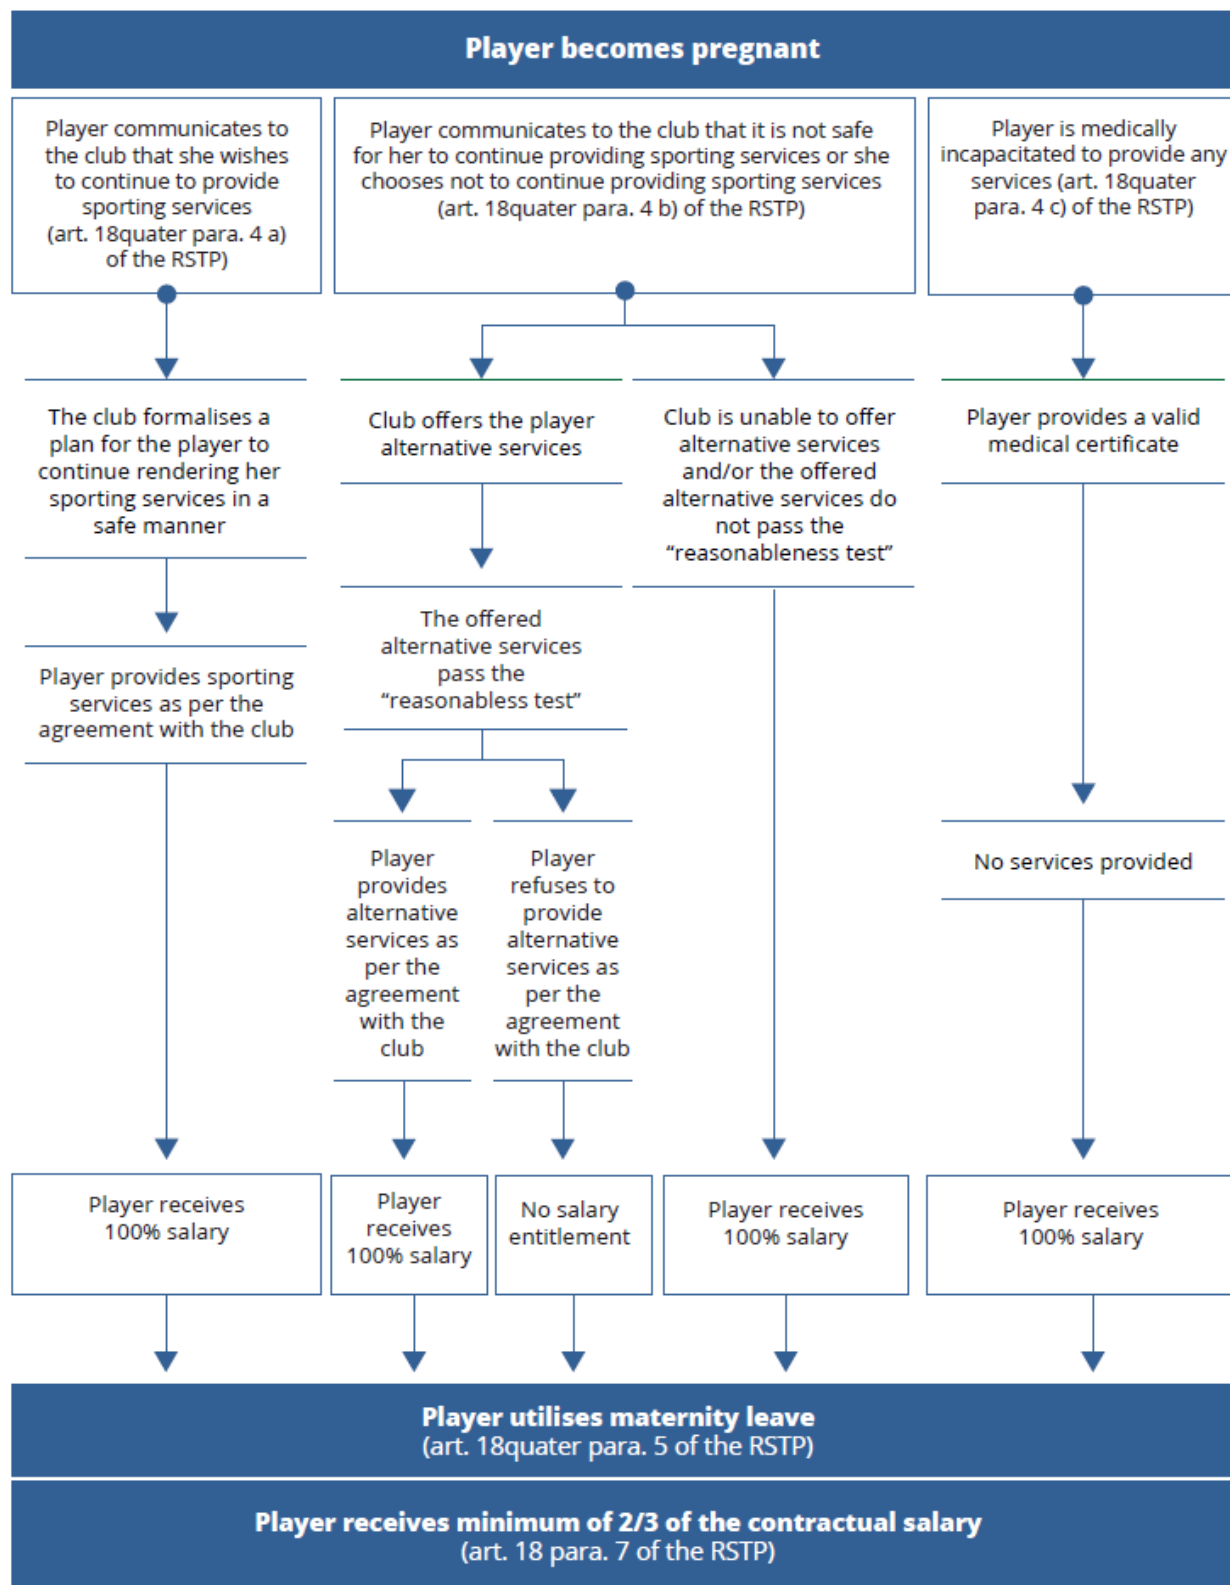 Player becomes pregnant
Player communicates to
the club that she wishes
to continue to provide
sporting services
(art. 18quater para. 4 a)
of the RSTP)
Player communicates to the club that it is not safe
for her to continue providing sporting services or she
chooses not to continue providing sporting services
(art. 18quater para. 4 b) of the RSTP)
Player is medically
incapacitated to provide any
services (art. 18quater
para. 4 c) of the RSTP)
The club formalises a
plan for the player to
continue rendering her
sporting services in a
safe manner
Club offers the player
alternative services
Club is unable to offer
alternative services
and/or the offered
alternative services do
not pass the
“reasonableness test”
Player provides a valid
medical certificate
The offered
alternative services
pass the
“reasonabless test”
Player provides sporting
services as per the
agreement with the club
Player
provides
alternative
services as
per the
agreement
with the
club
Player
refuses to
provide
alternative
services as
per the
agreement
with the club
No services provided
Player receives
100% salary
Player
receives
100% salary
No salary
entitlement
Player receives
100% salary
Player receives
100% salary
Player utilises maternity leave
(art. 18quater para. 5 of the RSTP)
Player receives minimum of 2/3 of the contractual salary
(art. 18 para. 7 of the RSTP)